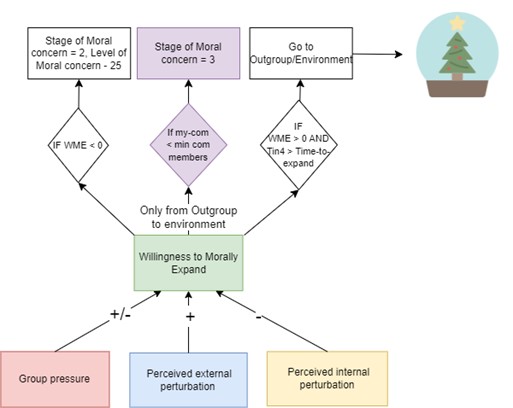 Stage of Moral
concern = 2, Level of
Moral concern - 25
Stage of Moral
concern = 3
Go to
Outgroup/Environment
IF WME < 0
If my-com
< min com
members
IF
WME > 0 AND
Tin4 > Time-to-
expand
Only from Outgroup
to environment
Willingness to Morally
Expand
+/-
+
-
Group pressure
Perceived external
perturbation
Perceived internal
perturbation